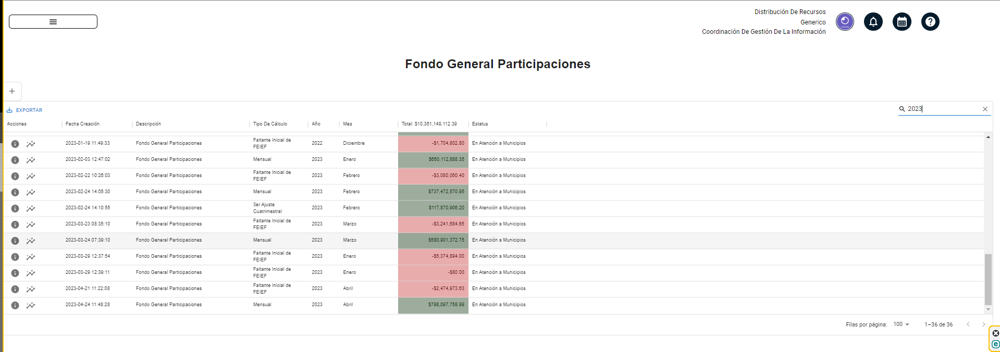 Distribución De Recursos
Generico
Coordinación De Gestión De La Información
Fondo General Participaciones
EXPORTAR
2023
Acciones Fecha Creación Descripción Tipo De Cálculo Año Mes Total: $10,361,149,112.39 Estatus
2023-01-19 11:49:33 Fondo General Participaciones Faltante Inicial de FEIEF 2022 Diciembre -$1,704,802.80 En Atención a Municipios
2023-02-03 12:47:02 Fondo General Participaciones Mensual 2023 Enero $650,112,888.35 En Atención a Municipios
2023-02-22 10:26:03 Fondo General Participaciones Faltante Inicial de FEIEF 2023 Febrero -$3,080,060.40 En Atención a Municipios
2023-02-24 14:05:30 Fondo General Participaciones Mensual 2023 Febrero $737,472,570.95 En Atención a Municipios
2023-02-24 14:10:55 Fondo General Participaciones 3er Ajuste Cuatrimestral 2023 Febrero $117,870,906.20 En Atención a Municipios
2023-03-23 08:35:10 Fondo General Participaciones Faltante Inicial de FEIEF 2023 Marzo -$3,241,684.65 En Atención a Municipios
2023-03-24 07:39:10 Fondo General Participaciones Mensual 2023 Marzo $580,901,372.75 En Atención a Municipios
2023-03-29 12:37:54 Fondo General Participaciones Faltante Inicial de FEIEF 2023 Enero -$5,374,894.00 En Atención a Municipios
2023-03-29 12:39:11 Fondo General Participaciones Faltante Inicial de FEIEF 2023 Enero -$80.00 En Atención a Municipios
2023-04-21 11:22:08 Fondo General Participaciones Faltante Inicial de FEIEF 2023 Abril -$2,474,973.63 En Atención a Municipios
2023-04-24 11:48:28 Fondo General Participaciones Mensual 2023 Abril $798,097,758.99 En Atención a Municipios
Filas por página: 100 1–36 de 36